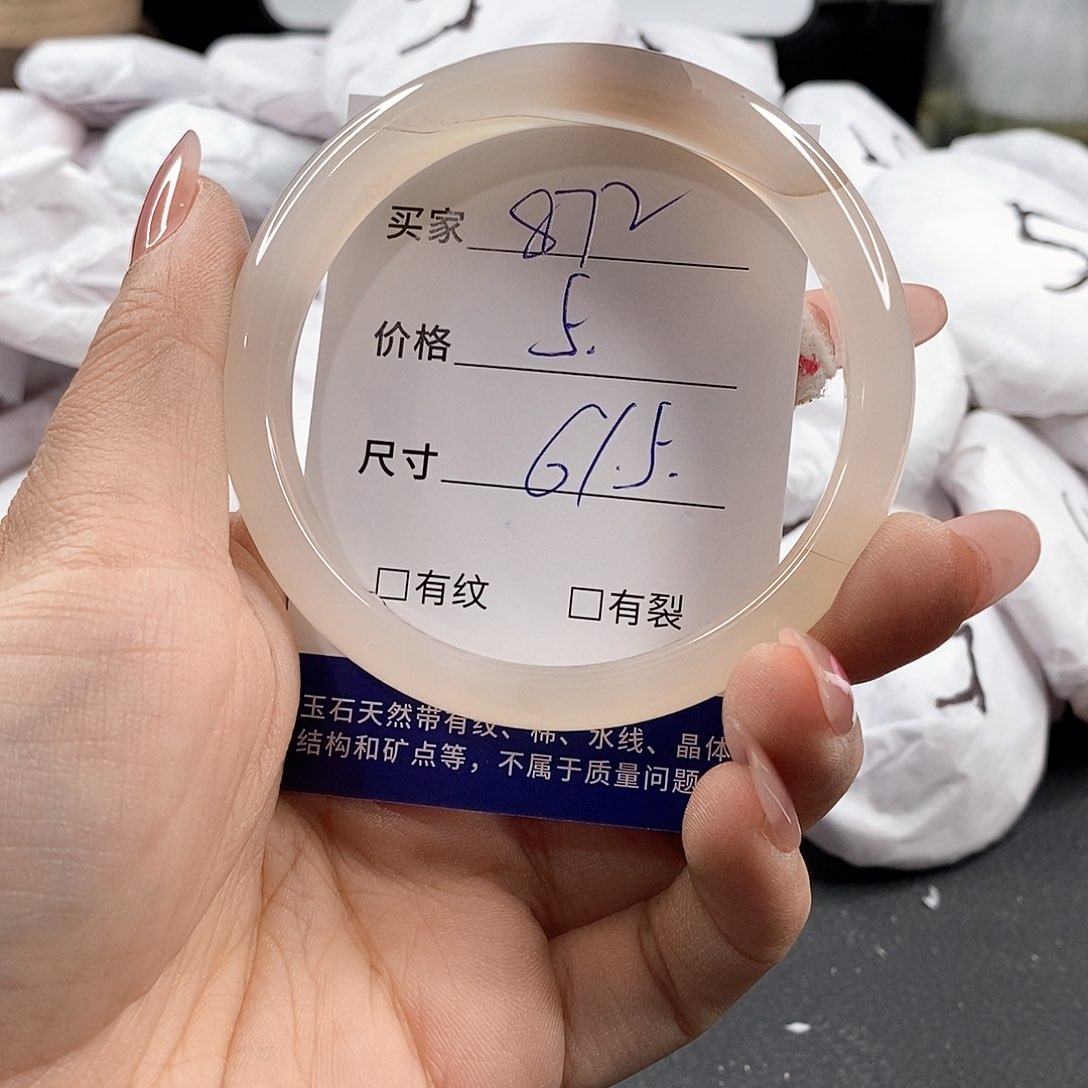 买家 872
价格 5.
尺寸 61.5.
□有纹 □有裂
玉石天然带有纹、棉、水线、晶体
结构和矿点等，不属于质量问题